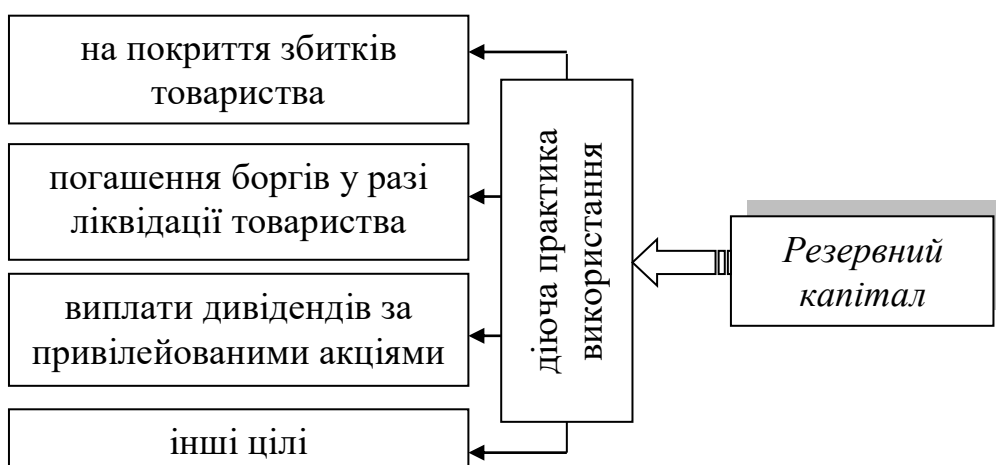 на покриття збитків
товариства
погашення боргів у разі
ліквідації товариства
виплати дивідендів за
привілейованими акціями
інші цілі
діюча практика
використання
Резервний
капітал